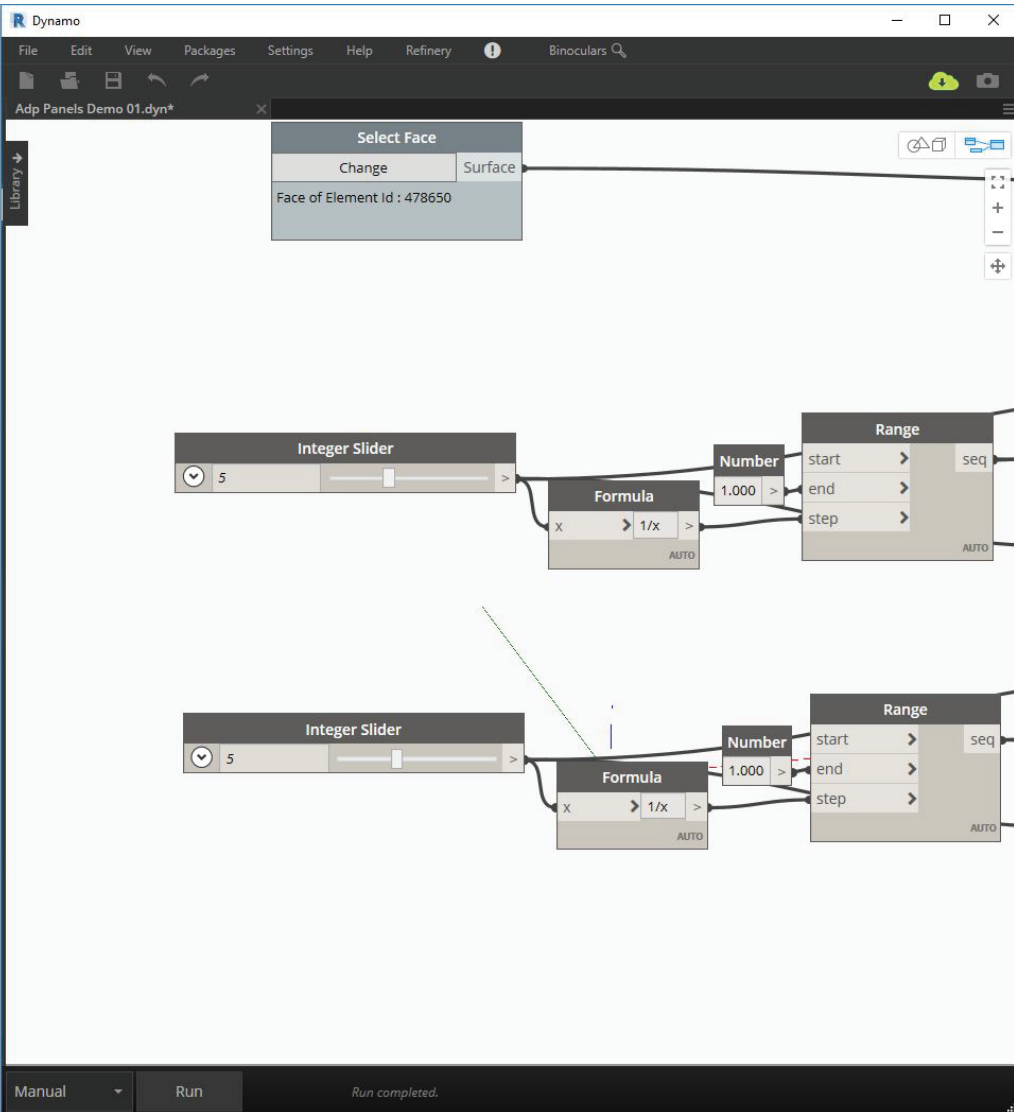 Dynamo
File Edit View Packages Settings Help Refinery Binoculars
Adp Panels Demo 01.dyn*
Library
Select Face
Change Surface
Face of Element Id : 478650
Integer Slider
5 >
Formula
x 1/x >
AUTO
Number
1.000 >
Range
start seq
end
step
AUTO
Integer Slider
5 >
Formula
x 1/x >
AUTO
Number
1.000 >
Range
start seq
end
step
AUTO
Manual Run Run completed.